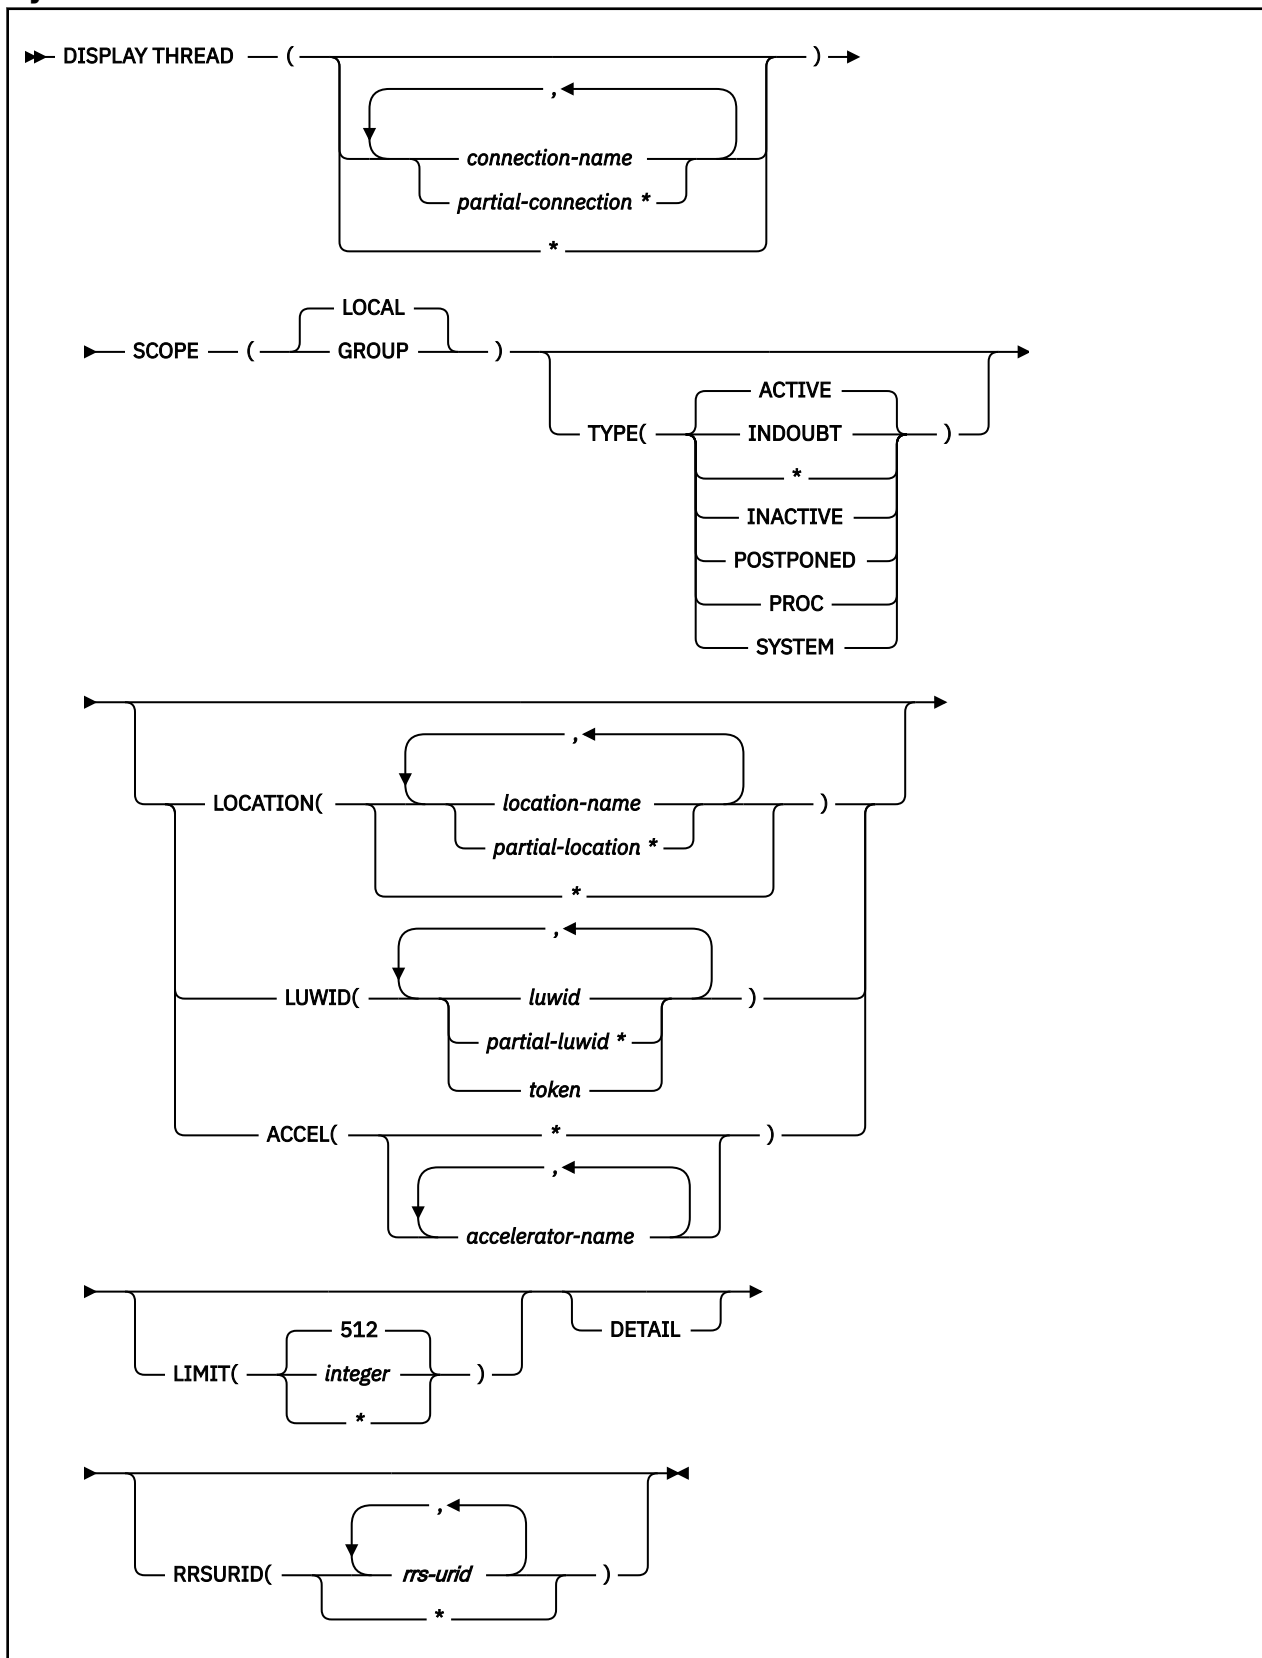 DISPLAY THREAD ( )
,
connection-name
partial-connection *
*
LOCAL
SCOPE ( GROUP )
ACTIVE
TYPE( INDOUBT )
*
INACTIVE
POSTPONED
PROC
SYSTEM
,
LOCATION( location-name )
partial-location *
*
,
LUWID( luwid )
partial-luwid *
token
ACCEL( * )
,
accelerator-name
512
DETAIL
LIMIT( integer )
*
,
RRSURID( rrs-urid )
*